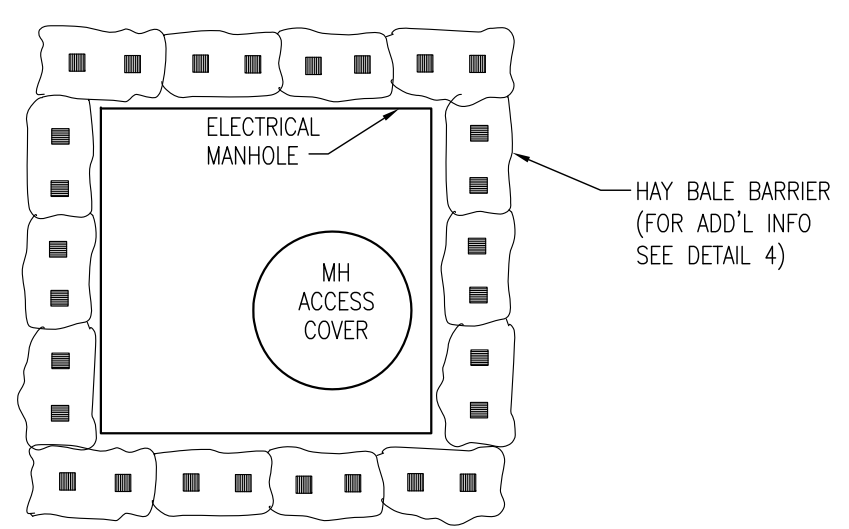 ELECTRICAL
MANHOLE
MH
ACCESS
COVER
HAY BALE BARRIER
(FOR ADD'L INFO
SEE DETAIL 4)